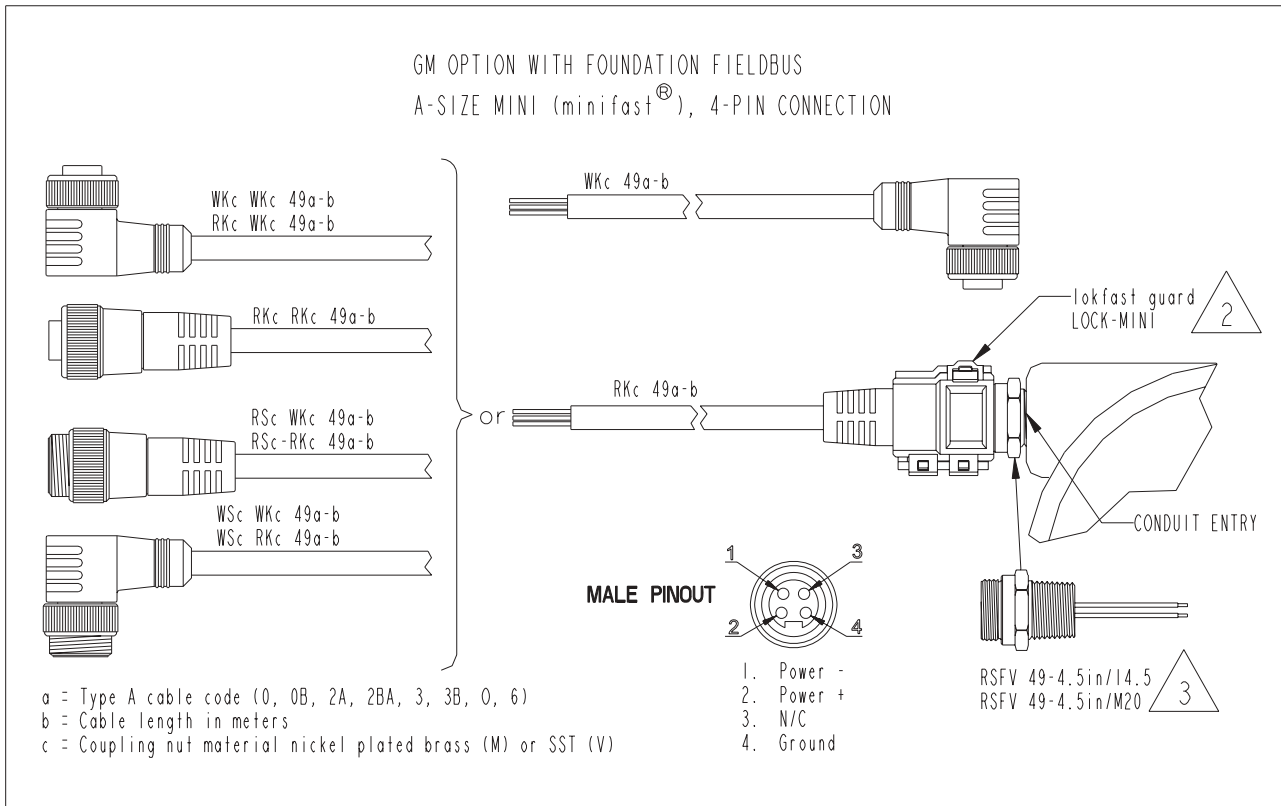 GM OPTION WITH FOUNDATION FIELDBUS
A-SIZE MINI (minifast®), 4-PIN CONNECTION
WKc WKc 49a-b
RKc WKc 49a-b
RKc RKc 49a-b
RSc WKc 49a-b
RSc-RKc 49a-b
WSc WKc 49a-b
WSc RKc 49a-b
or
WKc 49a-b
lokfast guard
LOCK-MINI
2
RKc 49a-b
CONDUIT ENTRY
MALE PINOUT
1
3
2
4
1. Power -
2. Power +
3. N/C
4. Ground
RSFV 49-4.5in/14.5
RSFV 49-4.5in/M20
3
a = Type A cable code (0, 0B, 2A, 2BA, 3, 3B, O, 6)
b = Cable length in meters
c = Coupling nut material nickel plated brass (M) or SST (V)